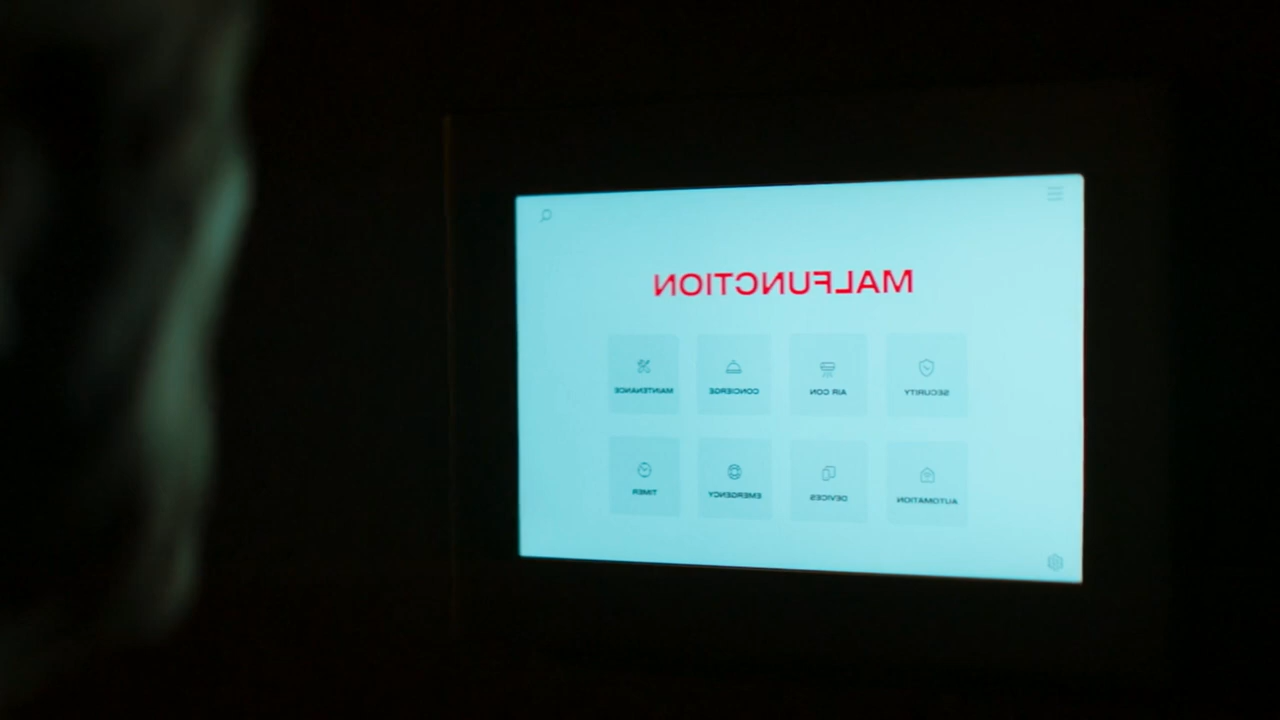 MALFUNCTION
SECURITY AIR CON CONCIERGE MAINTENANCE
AUTOMATION DEVICES EMERGENCY TIMER